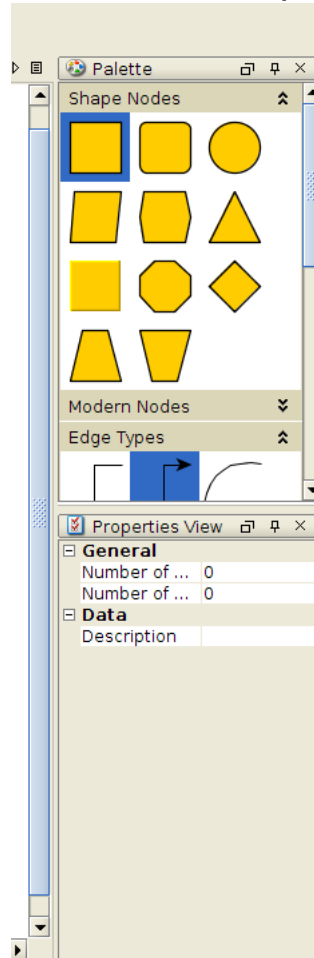 Palette
Shape Nodes
Modern Nodes
Edge Types
Properties View
General
Number of ... 0
Number of ... 0
Data
Description